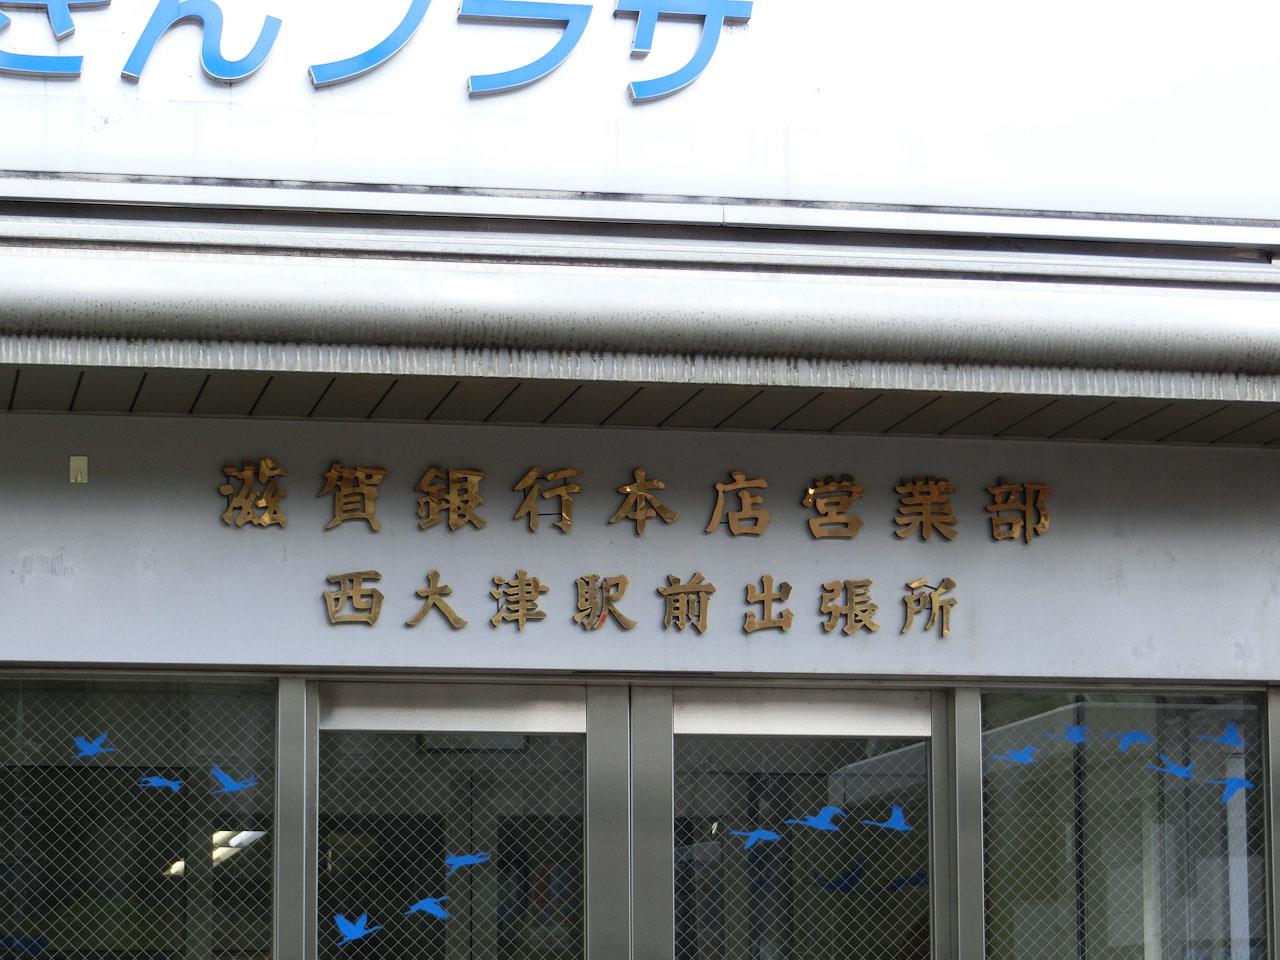 きんプラザ
滋賀銀行本店営業部
西大津駅前出張所